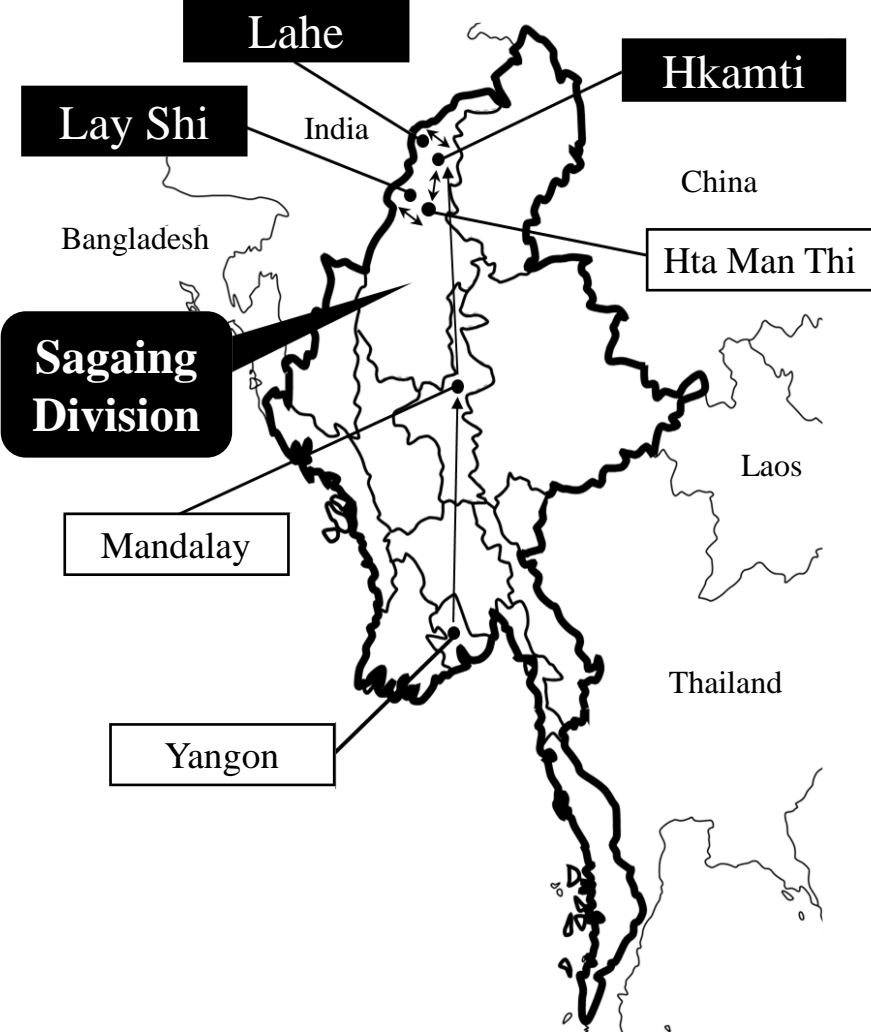 Lahe
Hkamti
Lay Shi
India
China
Bangladesh
Hta Man Thi
Sagaing
Division
Laos
Mandalay
Thailand
Yangon